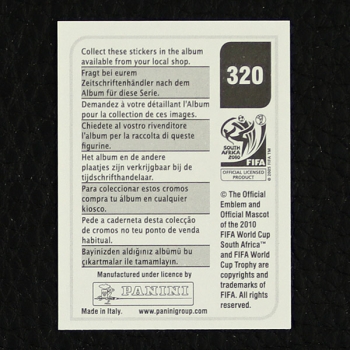 Collect these stickers in the album
available from your local shop.
Fragt bei eurem
Zeitschriftenhändler nach dem
Album für diese Serie.
Demandez à votre détaillant l'Album
pour la collection de ces images.
Chiedete al vostro rivenditore
l'album per la raccolta di queste
figurine.
Het album en de andere
plaatjes zijn verkrijgbaar bij de
tijdschrifthandelaar.
Para coleccionar estos cromos
compra tu álbum en cualquier
kiosco.
Pede a caderneta desta colecção
de cromos no teu ponto de venda
habitual.
Bayinizden aldığınız albümü bu
çıkartmalar ile tamamlayın.
Manufactured under licence by
PANINI
Made in Italy. www.paninigroup.com
320
SOUTH AFRICA
2010
FIFA
© 2005 FIFA TM
OFFICIAL LICENSED
PRODUCT
© The Official
Emblem and
Official Mascot
of the 2010
FIFA World Cup
South Africa™
and FIFA World
Cup Trophy are
copyrights and
trademarks of
FIFA. All rights
reserved.